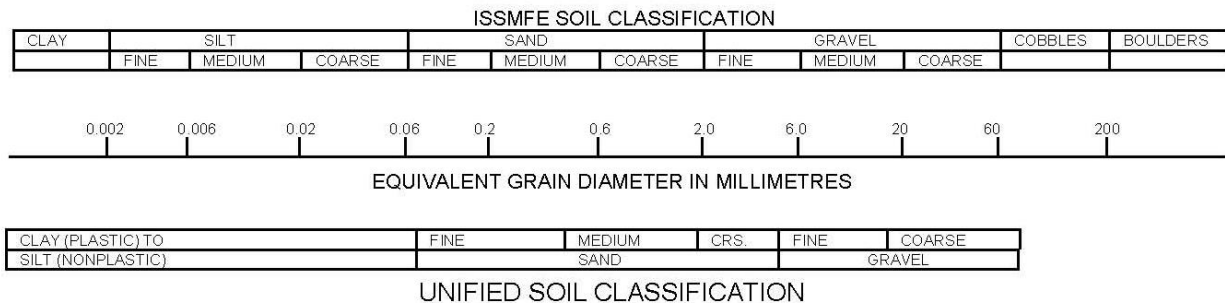 ISSMFE SOIL CLASSIFICATION
CLAY SILT SAND GRAVEL COBBLES BOULDERS
FINE MEDIUM COARSE FINE MEDIUM COARSE FINE MEDIUM COARSE
0.002 0.006 0.02 0.06 0.2 0.6 2.0 6.0 20 60 200
EQUIVALENT GRAIN DIAMETER IN MILLIMETRES
CLAY (PLASTIC) TO FINE MEDIUM CRS. FINE COARSE
SILT (NONPLASTIC) SAND GRAVEL
UNIFIED SOIL CLASSIFICATION